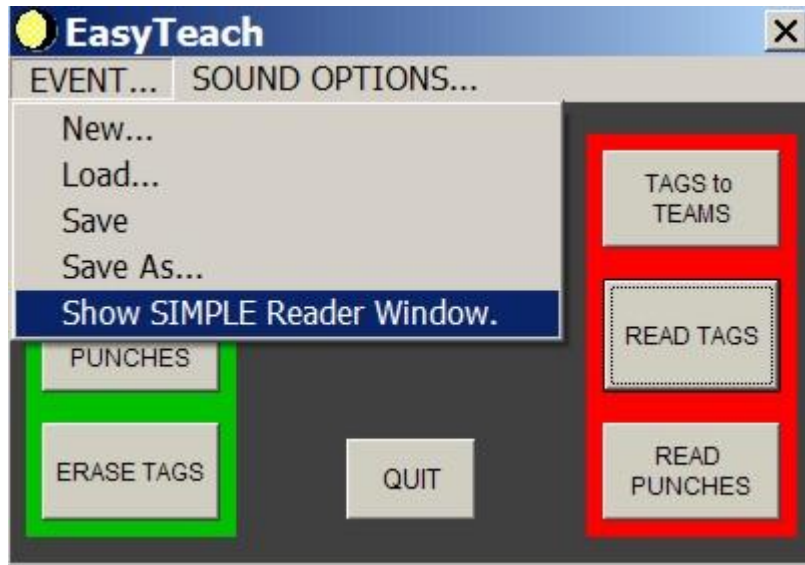 EasyTeach
EVENT... SOUND OPTIONS...
New...
Load...
Save
Save As...
Show SIMPLE Reader Window.
PUNCHES
ERASE TAGS
QUIT
TAGS to
TEAMS
READ TAGS
READ
PUNCHES